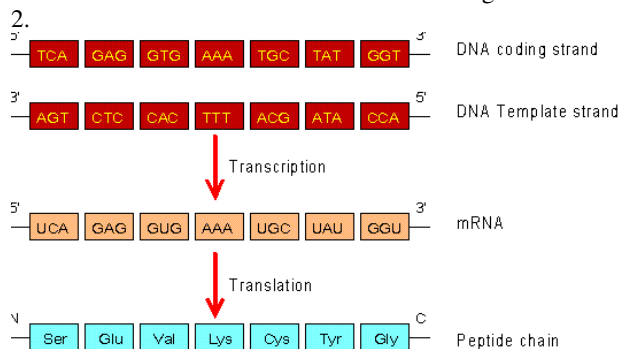 2.
5' 3'
TCA GAG GTG AAA TGC TAT GGT DNA coding strand
3' 5'
AGT CTC CAC TTT ACG ATA CCA DNA Template strand
Transcription
5' 3'
UCA GAG GUG AAA UGC UAU GGU mRNA
Translation
N C
Ser Glu Val Lys Cys Tyr Gly Peptide chain